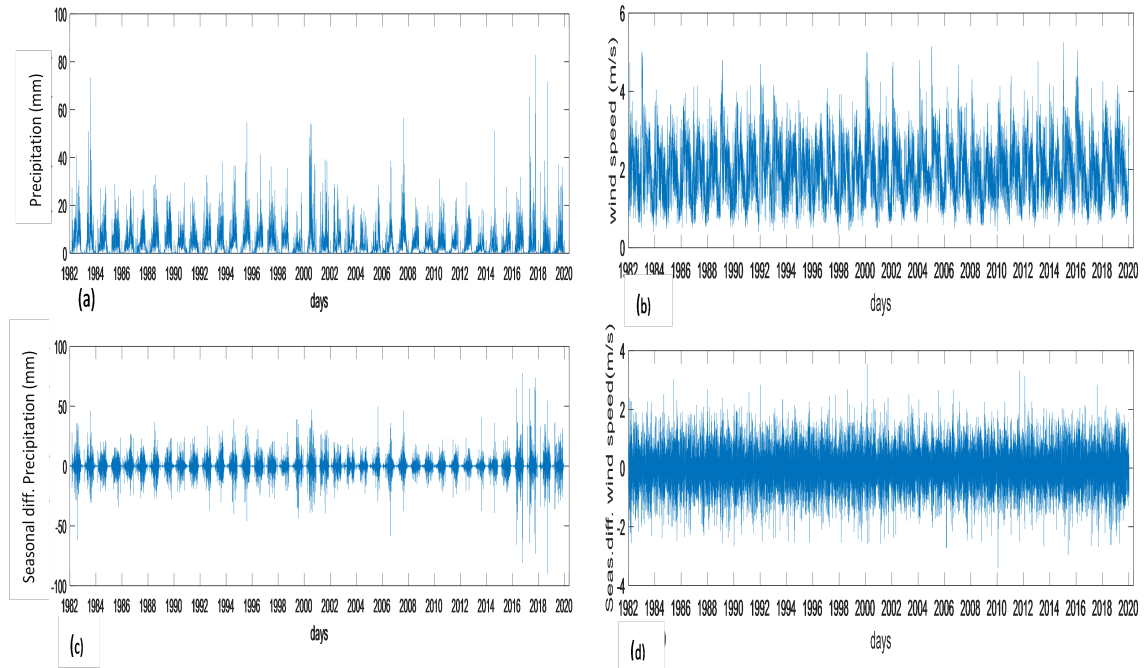 Precipitation (mm)
100
80
60
40
20
0
1982 1984 1986 1988 1990 1992 1994 1996 1998 2000 2002 2004 2006 2008 2010 2012 2014 2016 2018 2020
days
(a)
wind speed (m/s)
6
4
2
0
1982 1984 1986 1988 1990 1992 1994 1996 1998 2000 2002 2004 2006 2008 2010 2012 2014 2016 2018 2020
days
(b)
Seasonal diff. Precipitation (mm)
100
50
0
-50
-100
1982 1984 1986 1988 1990 1992 1994 1996 1998 2000 2002 2004 2006 2008 2010 2012 2014 2016 2018 2020
days
(c)
Seas.diff. wind speed(m/s)
4
2
0
-2
-4
1982 1984 1986 1988 1990 1992 1994 1996 1998 2000 2002 2004 2006 2008 2010 2012 2014 2016 2018 2020
days
(d)